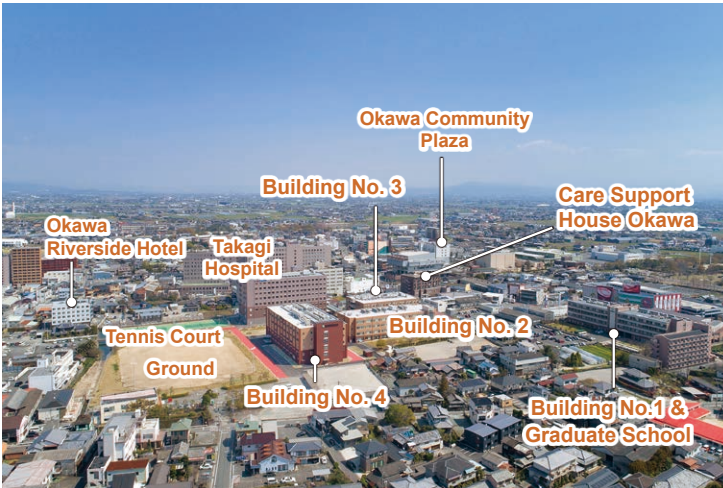 Okawa Community
Plaza
Building No. 3
Care Support
House Okawa
Okawa
Riverside Hotel
Takagi
Hospital
Tennis Court
Ground
Building No. 2
Building No. 4
Building No.1 &
Graduate School